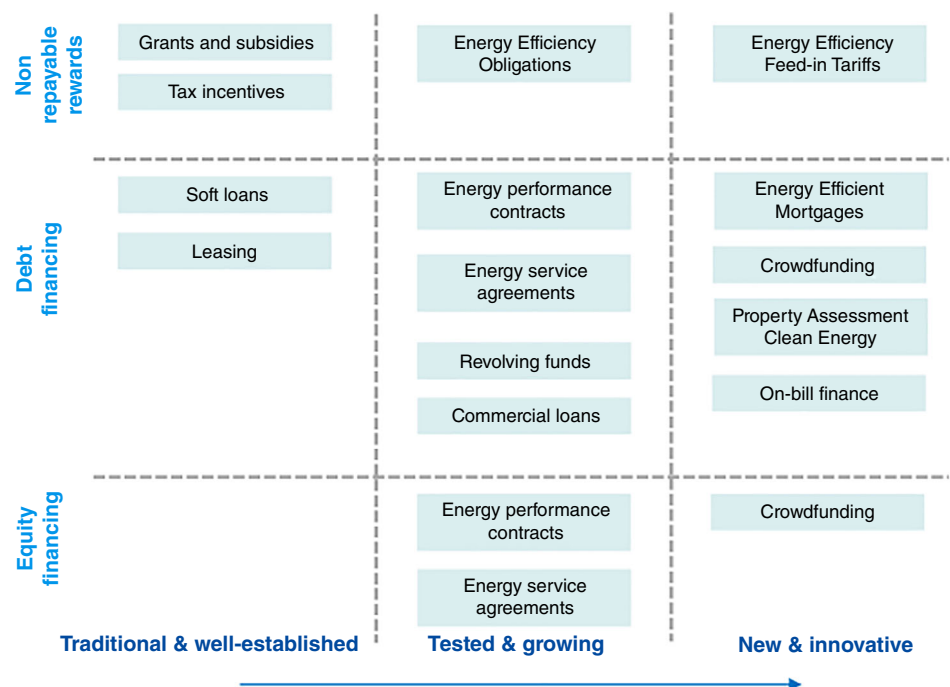 Non
repayable
rewards
Grants and subsidies
Tax incentives
Energy Efficiency
Obligations
Energy Efficiency
Feed-in Tariffs
Debt
financing
Soft loans
Leasing
Energy performance
contracts
Energy service
agreements
Revolving funds
Commercial loans
Energy Efficient
Mortgages
Crowdfunding
Property Assessment
Clean Energy
On-bill finance
Equity
financing
Energy performance
contracts
Energy service
agreements
Crowdfunding
Traditional & well-established
Tested & growing
New & innovative